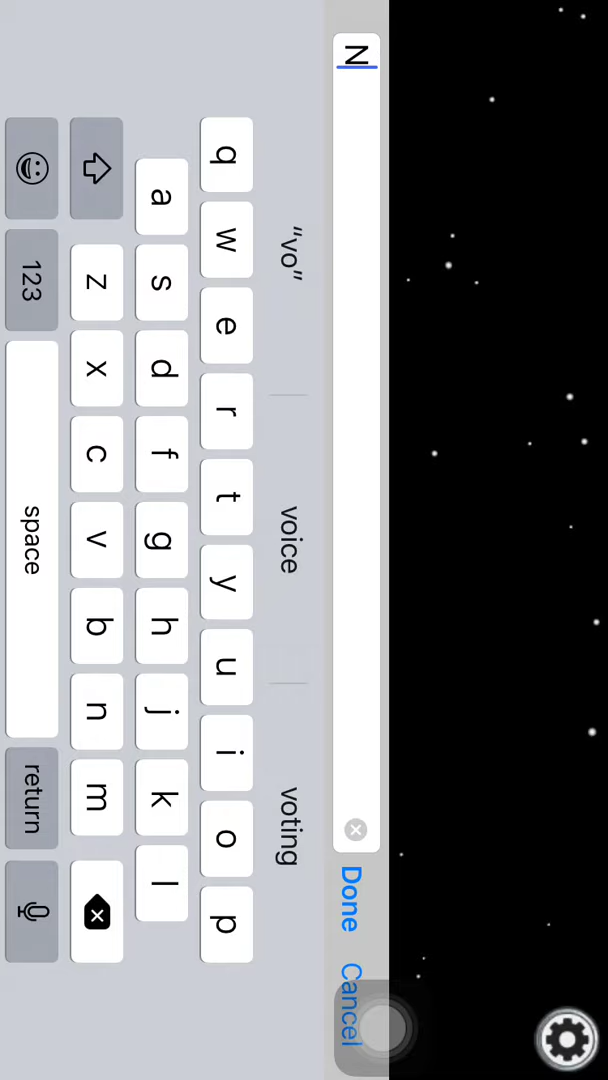 N
Done Cancel
“vo” voice voting
q w e r t y u i o p
a s d f g h j k l
z x c v b n m
123 space return